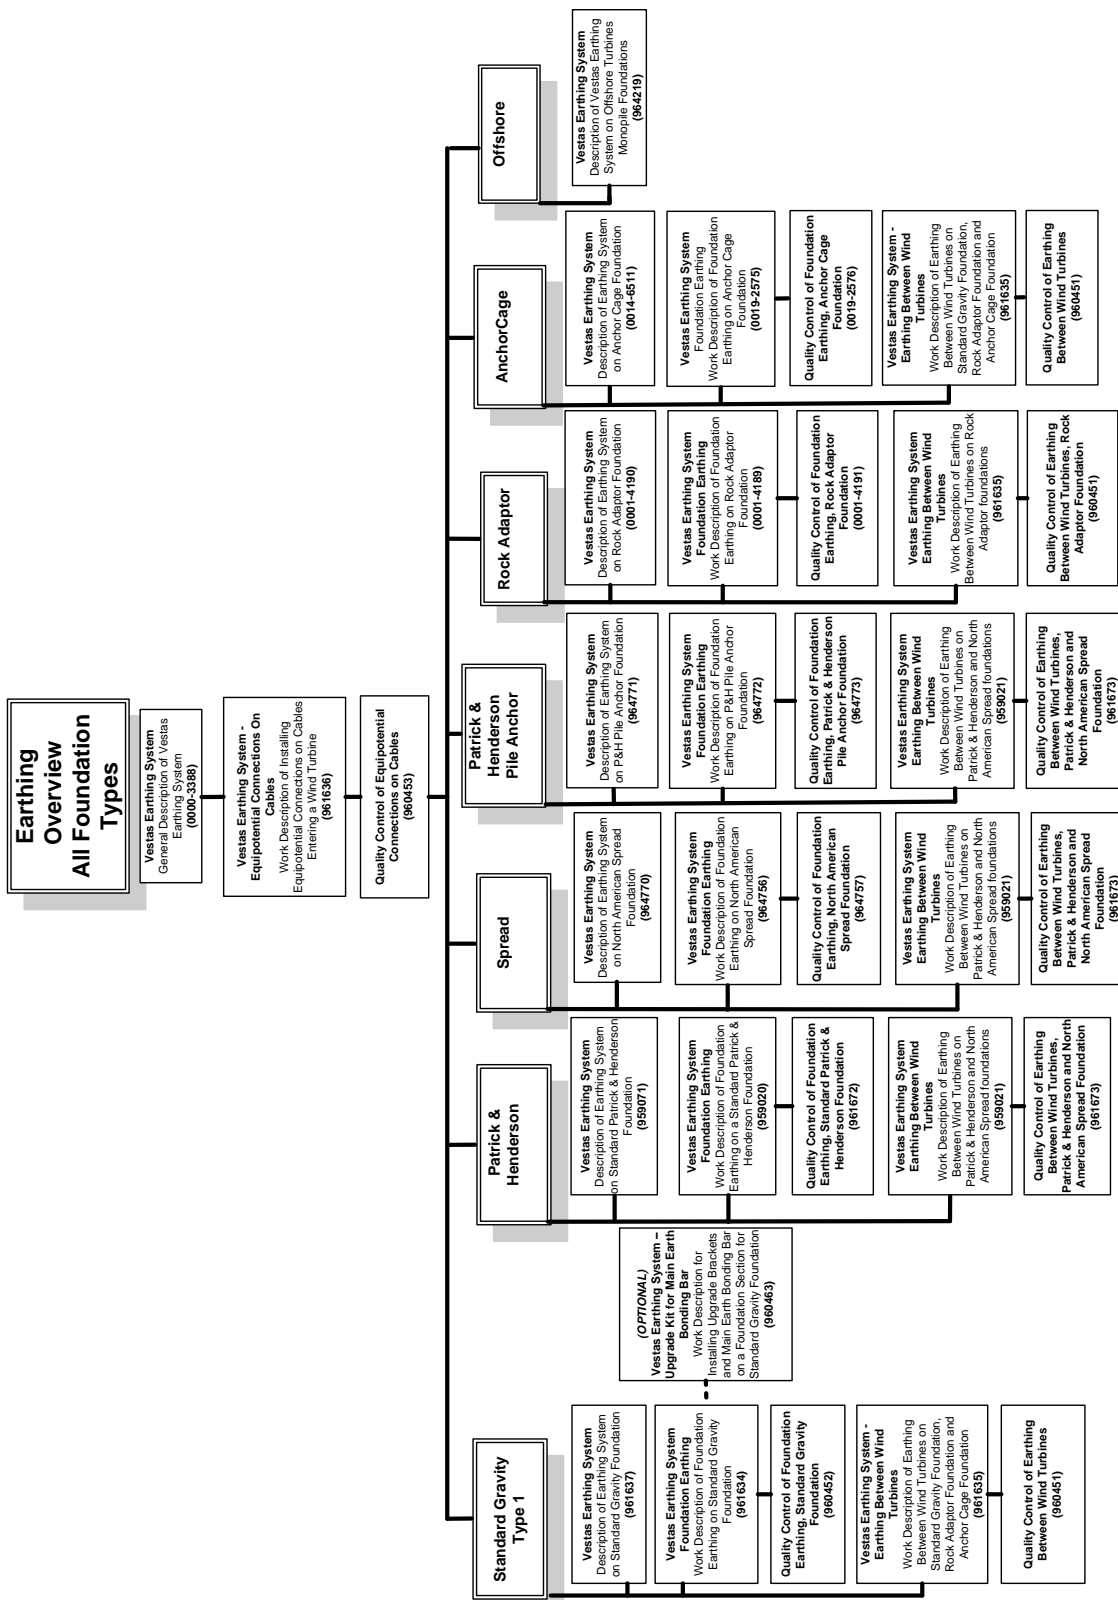 Earthing
Overview
All Foundation
Types
Vestas Earthing System
General Description of Vestas
Earthing System
(0000-3388)
Vestas Earthing System -
Equipotential Connections On
Cables
Work Description of Installing
Equipotential Connections on Cables
Entering a Wind Turbine
(961636)
Quality Control of Equipotential
Connections on Cables
(960453)
Standard Gravity
Type 1
Vestas Earthing System
Description of Earthing System
on Standard Gravity Foundation
(961637)
Vestas Earthing System
Foundation Earthing
Work Description of Foundation
Earthing on Standard Gravity
Foundation
(961634)
Quality Control of Foundation
Earthing, Standard Gravity
Foundation
(960452)
Vestas Earthing System -
Earthing Between Wind
Turbines
Work Description of Earthing
Between Wind Turbines on
Standard Gravity Foundation,
Rock Adaptor Foundation and
Anchor Cage Foundation
(961635)
Quality Control of Earthing
Between Wind Turbines
(960451)
(OPTIONAL)
Vestas Earthing System –
Upgrade Kit for Main Earth
Bonding Bar
Work Description for
Installing Upgrade Brackets
and Main Earth Bonding Bar
on a Foundation Section for
Standard Gravity Foundation
(960463)
Patrick &
Henderson
Vestas Earthing System
Description of Earthing System
on Standard Patrick & Henderson
Foundation
(959071)
Vestas Earthing System
Foundation Earthing
Work Description of Foundation
Earthing on a Standard Patrick &
Henderson Foundation
(959020)
Quality Control of Foundation
Earthing, Standard Patrick &
Henderson Foundation
(961672)
Vestas Earthing System
Earthing Between Wind
Turbines
Work Description of Earthing
Between Wind Turbines on
Patrick & Henderson and North
American Spread foundations
(959021)
Quality Control of Earthing
Between Wind Turbines,
Patrick & Henderson and North
American Spread Foundation
(961673)
Spread
Vestas Earthing System
Description of Earthing System
on North American Spread
Foundation
(964770)
Vestas Earthing System
Foundation Earthing
Work Description of Foundation
Earthing on North American
Spread Foundation
(964756)
Quality Control of Foundation
Earthing, North American
Spread Foundation
(964757)
Vestas Earthing System
Earthing Between Wind
Turbines
Work Description of Earthing
Between Wind Turbines on
Patrick & Henderson and North
American Spread foundations
(959021)
Quality Control of Earthing
Between Wind Turbines,
Patrick & Henderson and
North American Spread
Foundation
(961673)
Patrick &
Henderson
Pile Anchor
Vestas Earthing System
Description of Earthing System
on P&H Pile Anchor Foundation
(964771)
Vestas Earthing System
Foundation Earthing
Work Description of Foundation
Earthing on P&H Pile Anchor
Foundation
(964772)
Quality Control of Foundation
Earthing, Patrick & Henderson
Pile Anchor Foundation
(964773)
Vestas Earthing System
Earthing Between Wind
Turbines
Work Description of Earthing
Between Wind Turbines on
Patrick & Henderson and North
American Spread foundations
(959021)
Quality Control of Earthing
Between Wind Turbines,
Patrick & Henderson and
North American Spread
Foundation
(961673)
Rock Adaptor
Vestas Earthing System
Description of Earthing System
on Rock Adaptor Foundation
(0001-4190)
Vestas Earthing System
Foundation Earthing
Work Description of Foundation
Earthing on Rock Adaptor
Foundation
(0001-4189)
Quality Control of Foundation
Earthing, Rock Adaptor
Foundation
(0001-4191)
Vestas Earthing System
Earthing Between Wind
Turbines
Work Description of Earthing
Between Wind Turbines on Rock
Adaptor foundations
(961635)
Quality Control of Earthing
Between Wind Turbines, Rock
Adaptor Foundation
(960451)
AnchorCage
Vestas Earthing System
Description of Earthing System
on Anchor Cage Foundation
(0014-6511)
Vestas Earthing System
Foundation Earthing
Work Description of Foundation
Earthing on Anchor Cage
Foundation
(0019-2575)
Quality Control of Foundation
Earthing, Anchor Cage
Foundation
(0019-2576)
Vestas Earthing System -
Earthing Between Wind
Turbines
Work Description of Earthing
Between Wind Turbines on
Standard Gravity Foundation,
Rock Adaptor Foundation and
Anchor Cage Foundation
(961635)
Quality Control of Earthing
Between Wind Turbines
(960451)
Offshore
Vestas Earthing System
Description of Vestas Earthing
System on Offshore Turbines
Monopile Foundations
(964219)